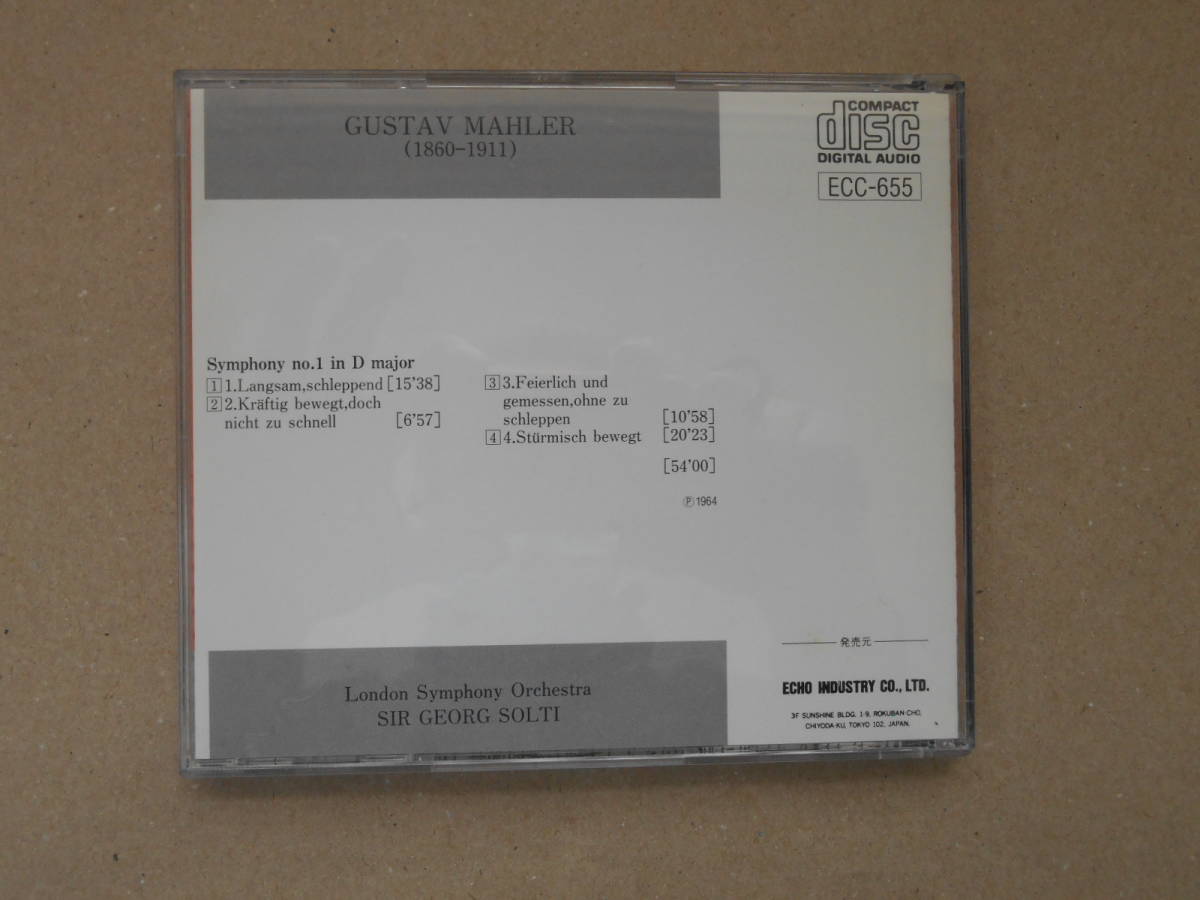 GUSTAV MAHLER
(1860-1911)
COMPACT
disc
DIGITAL AUDIO
ECC-655
Symphony no.1 in D major
1 1.Langsam,schleppend [15'38]
2 2.Kräftig bewegt,doch
nicht zu schnell [6'57]
3 3.Feierlich und
gemessen,ohne zu
schleppen [10'58]
4 4.Stürmisch bewegt [20'23]
[54'00]
Ⓟ1964
London Symphony Orchestra
SIR GEORG SOLTI
発売元
ECHO INDUSTRY CO., LTD.
3F SUNSHINE BLDG. 1-9, ROKUBAN-CHO,
CHIYODA-KU, TOKYO 102, JAPAN.